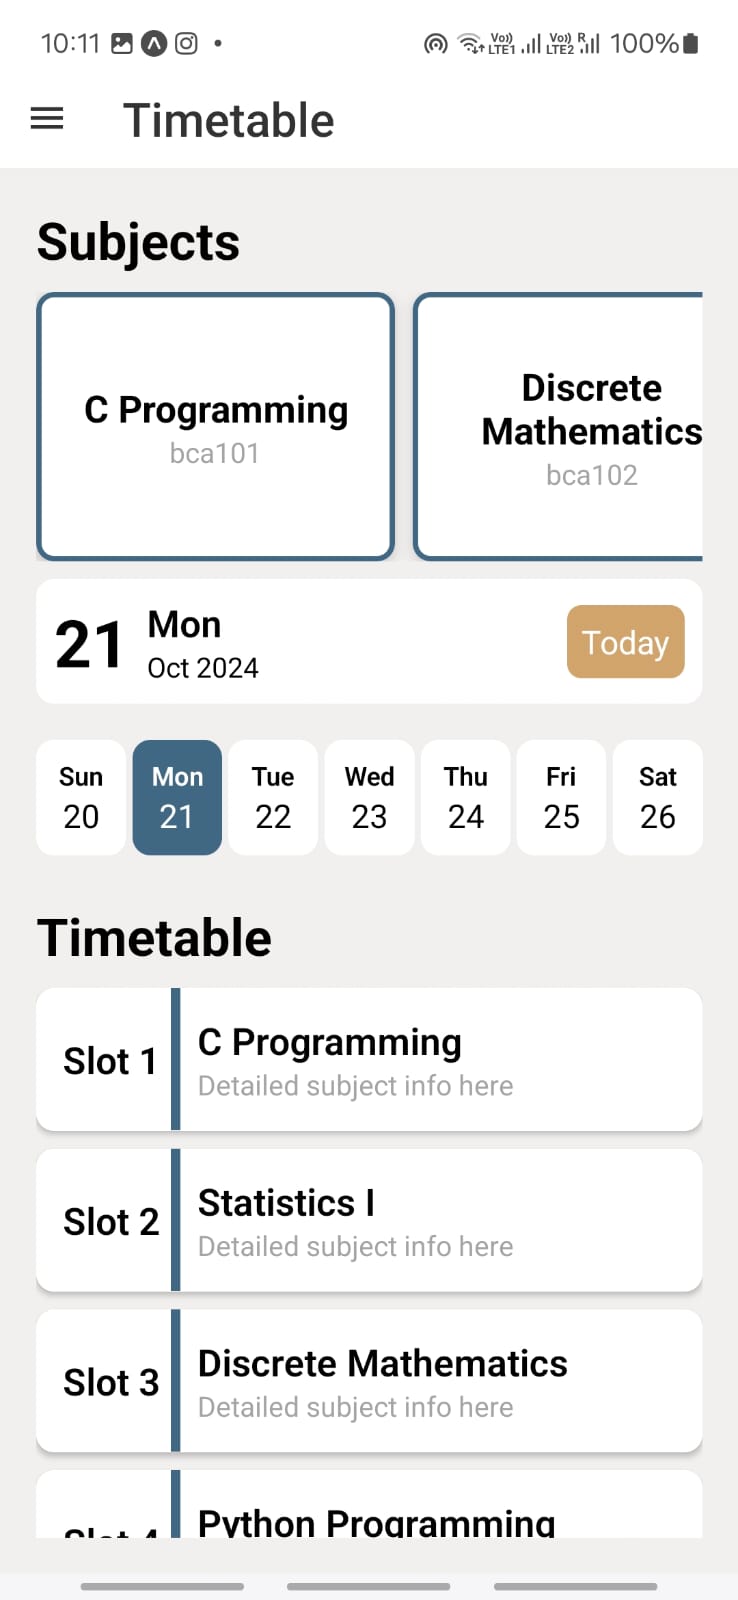 10:11
Vo)) LTE1 Vo)) LTE2 R 100%
Timetable
Subjects
C Programming
bca101
Discrete
Mathematics
bca102
21
Mon
Oct 2024
Today
Sun Mon Tue Wed Thu Fri Sat
20 21 22 23 24 25 26
Timetable
Slot 1
C Programming
Detailed subject info here
Slot 2
Statistics I
Detailed subject info here
Slot 3
Discrete Mathematics
Detailed subject info here
Slot 4
Python Programming